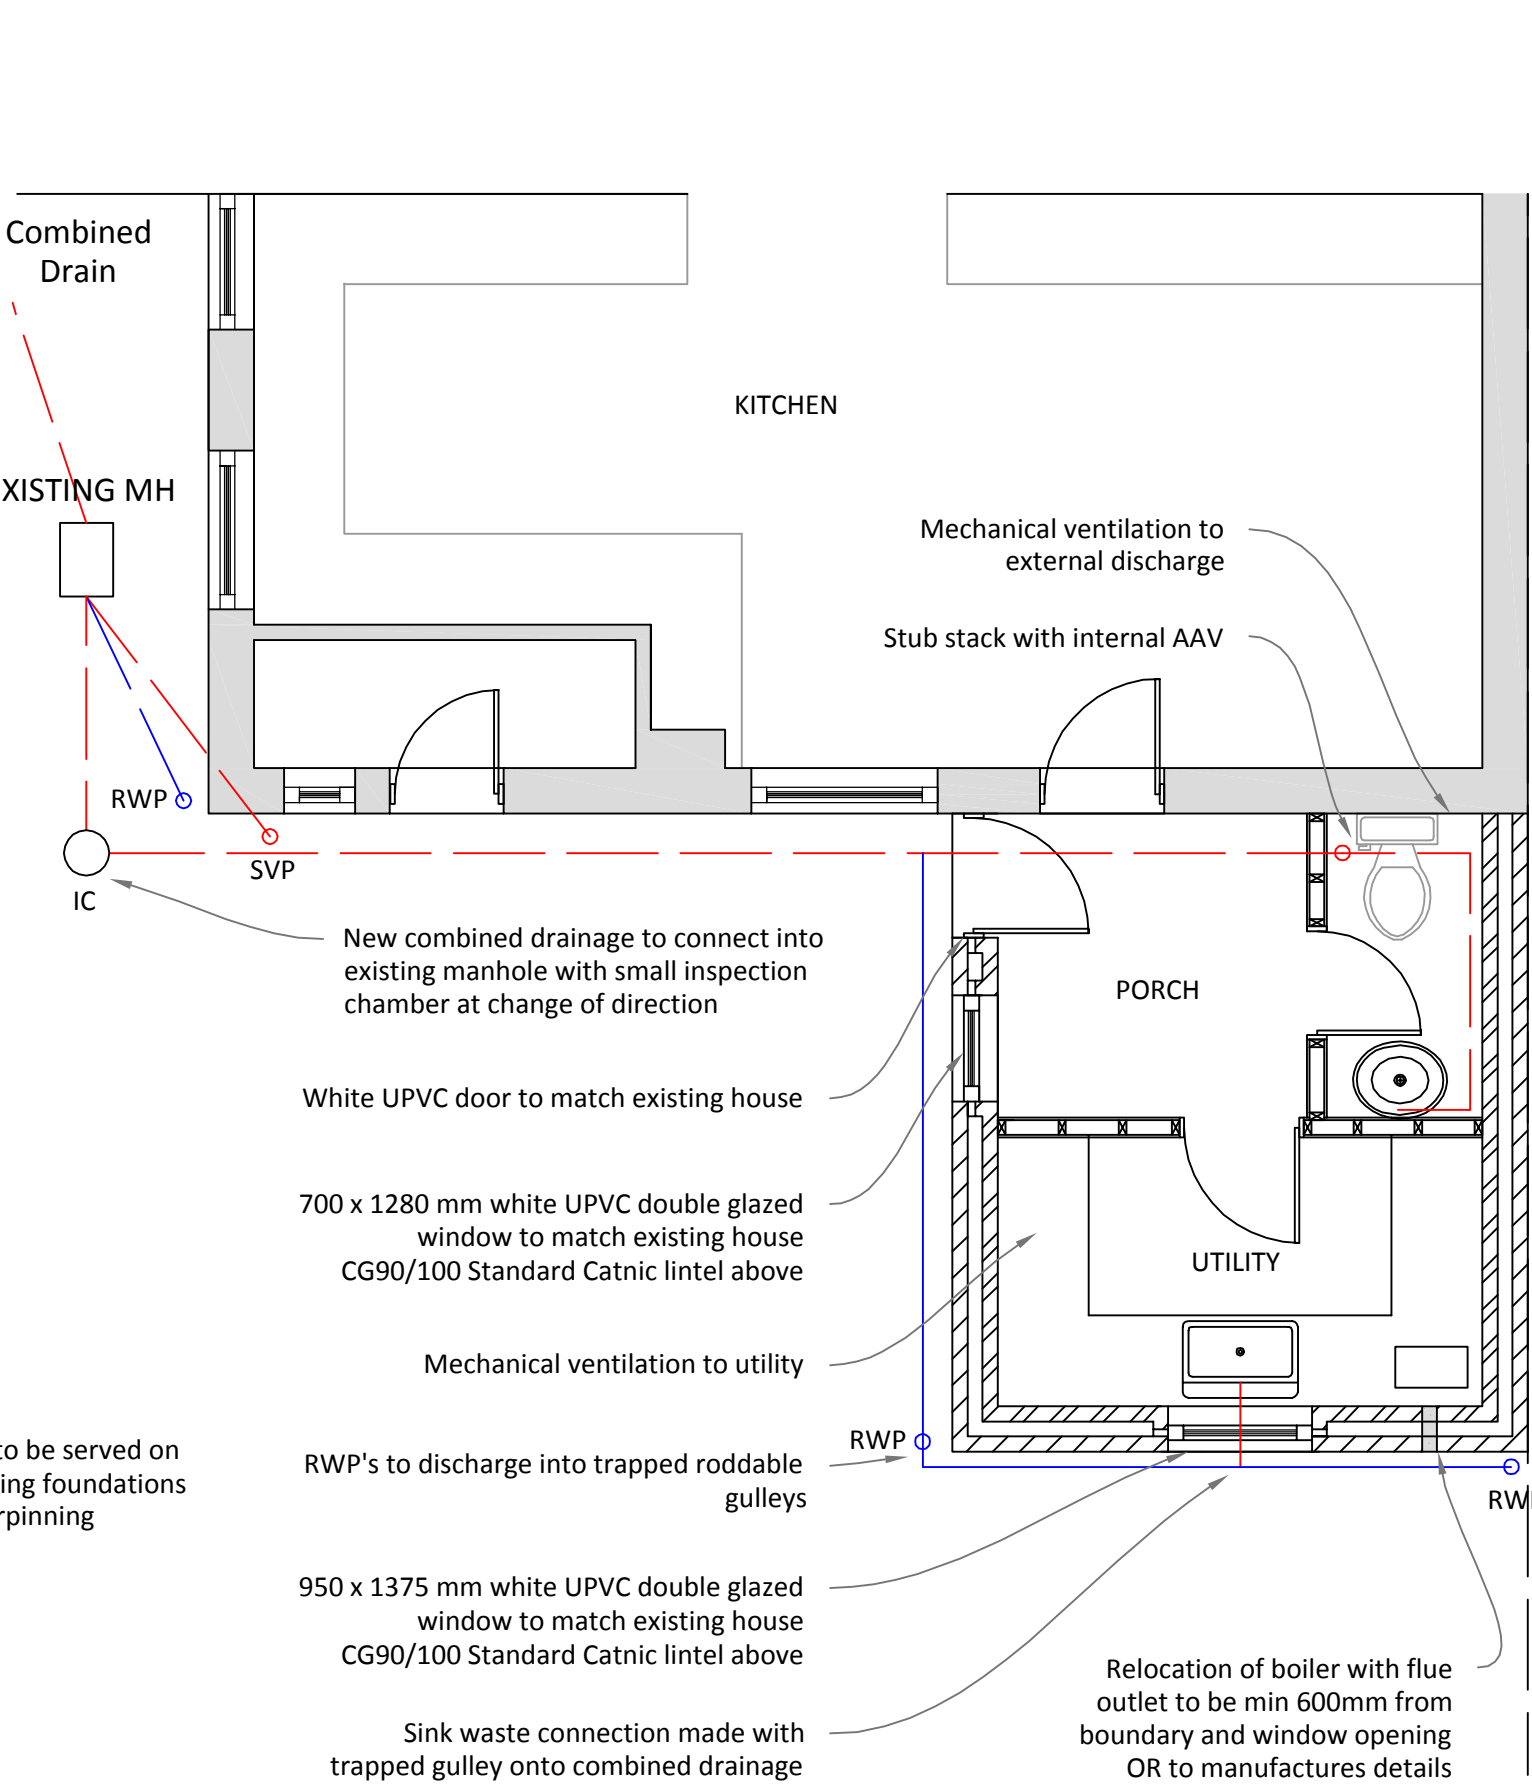 Combined
Drain
XISTING MH
KITCHEN
Mechanical ventilation to
external discharge
Stub stack with internal AAV
RWP
SVP
IC
New combined drainage to connect into
existing manhole with small inspection
chamber at change of direction
PORCH
White UPVC door to match existing house
700 x 1280 mm white UPVC double glazed
window to match existing house
CG90/100 Standard Catnic lintel above
UTILITY
Mechanical ventilation to utility
RWP
RWP's to discharge into trapped roddable
gulleys
to be served on
ing foundations
rpinning
RW
950 x 1375 mm white UPVC double glazed
window to match existing house
CG90/100 Standard Catnic lintel above
Sink waste connection made with
trapped gulley onto combined drainage
Relocation of boiler with flue
outlet to be min 600mm from
boundary and window opening
OR to manufactures details